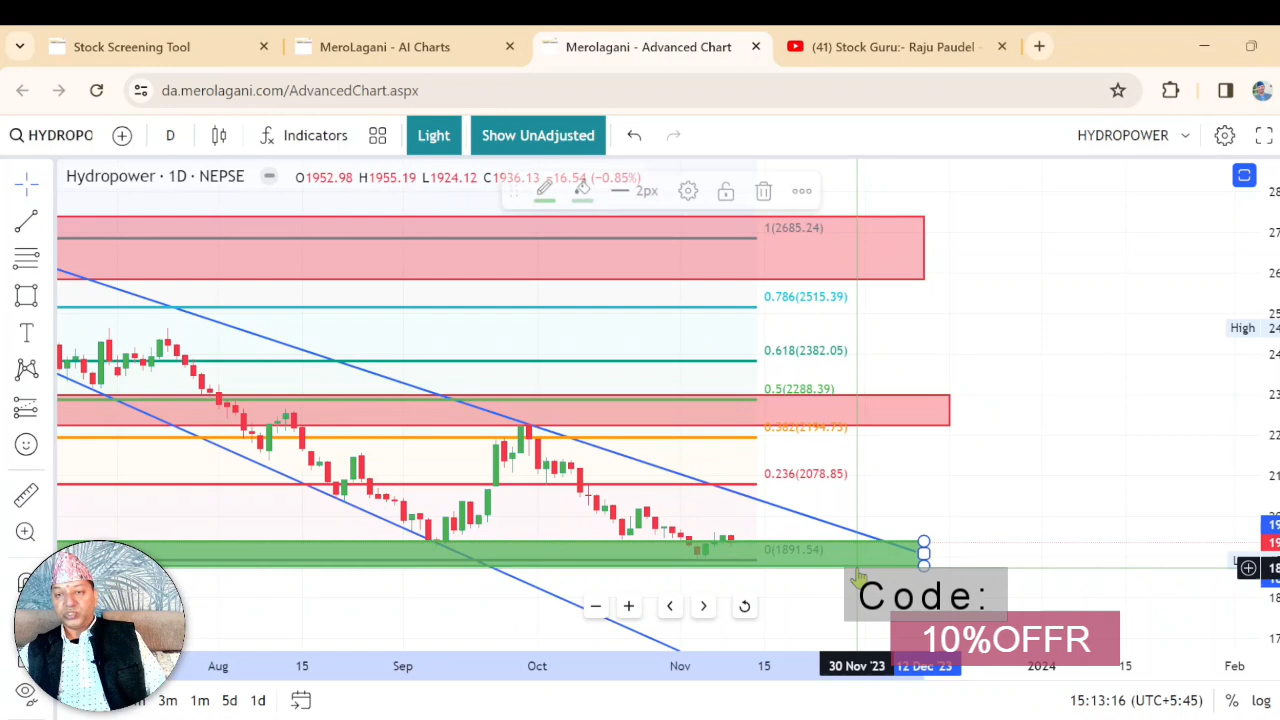 Stock Screening Tool
MeroLagani - AI Charts
Merolagani - Advanced Chart
(41) Stock Guru:- Raju Paudel -
da.merolagani.com/AdvancedChart.aspx
HYDROPO
D
Indicators
Light
Show UnAdjusted
HYDROPOWER
Hydropower · 1D · NEPSE
O1952.98 H1955.19 L1924.12 C1936.13 −16.54 (−0.85%)
2px
1(2685.24)
0.786(2515.39)
High
0.618(2382.05)
0.5(2288.39)
0.382(2194.73)
0.236(2078.85)
0(1891.54)
Code:
10%OFFR
Aug
15
Sep
Oct
Nov
15
30 Nov '23
12 Dec '23
2024
15
Feb
3m
1m
5d
1d
15:13:16 (UTC+5:45)
%
log